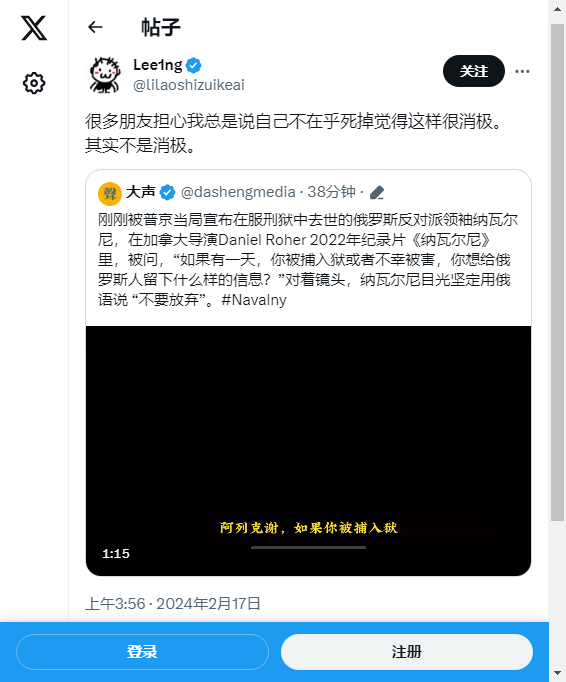 帖子
Lee1ng
@lilaoshizuikeai
关注
很多朋友担心我总是说自己不在乎死掉觉得这样很消极。
其实不是消极。
聲 大声 @dashengmedia · 38分钟 ·
刚刚被普京当局宣布在服刑狱中去世的俄罗斯反对派领袖纳瓦尔
尼，在加拿大导演Daniel Roher 2022年纪录片《纳瓦尔尼》
里，被问，“如果有一天，你被捕入狱或者不幸被害，你想给俄
罗斯人留下什么样的信息？”对着镜头，纳瓦尔尼目光坚定用俄
语说 “不要放弃”。#Navalny
阿列克谢，如果你被捕入狱
1:15
上午3:56 · 2024年2月17日
登录
注册